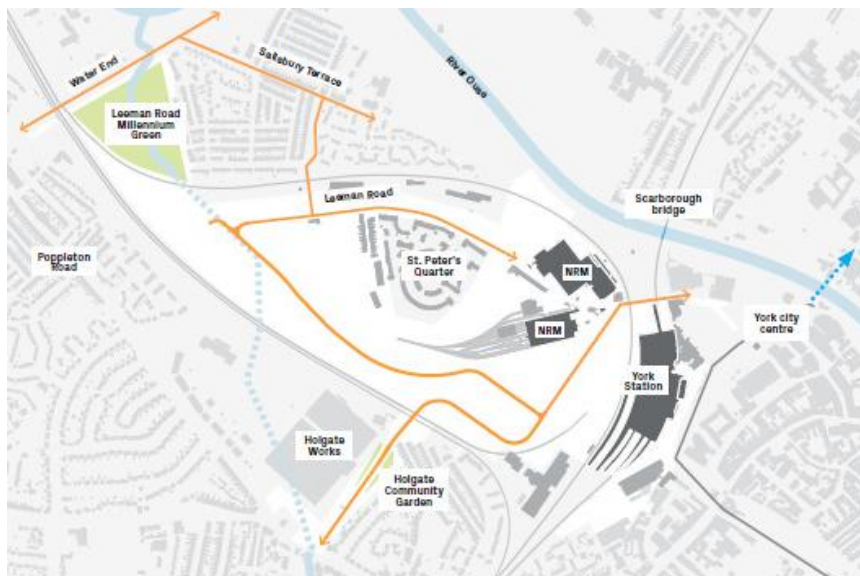 Water End
Salisbury Terrace
River Ouse
Leeman Road
Millennium
Green
Leeman Road
Scarborough
bridge
Poppleton
Road
St. Peter's
Quarter
NRM
NRM
York city
centre
York
Station
Holgate
Works
Holgate
Community
Garden